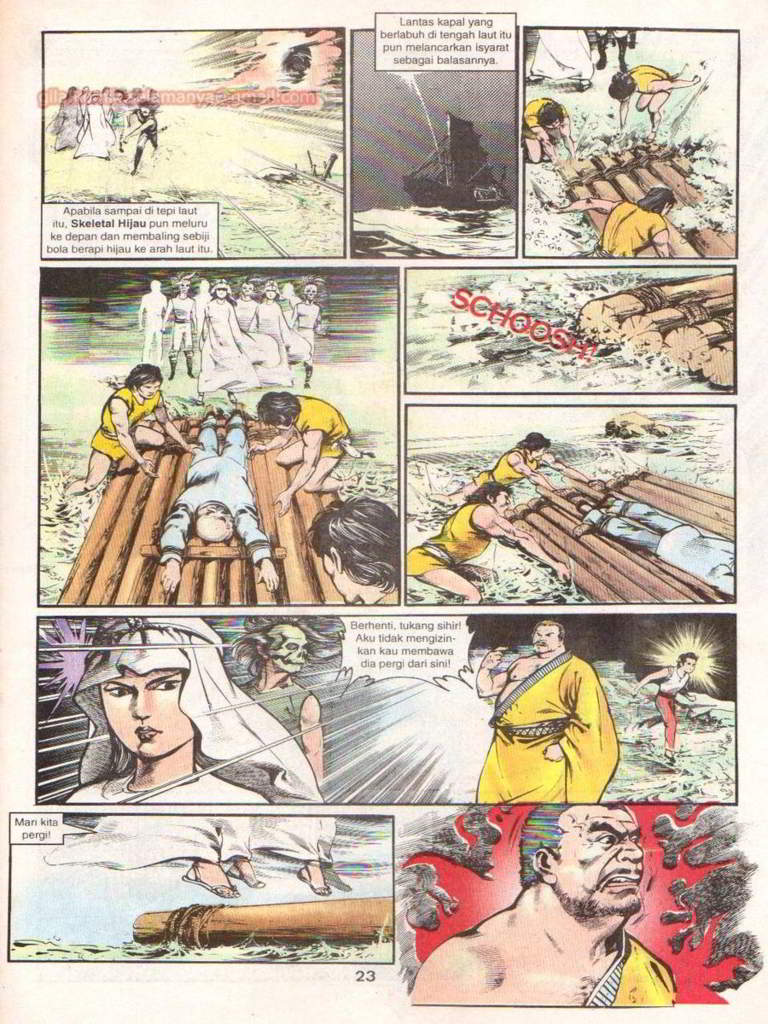 Lantas kapal yang
berlabuh di tengah laut itu
pun melancarkan isyarat
sebagai balasannya.
Apabila sampai di tepi laut
itu, Skeletal Hijau pun meluru
ke depan dan membaling sebiji
bola berapi hijau ke arah laut itu.
SCHOOSH!
Berhenti, tukang sihir!
Aku tidak mengizin-
kan kau membawa
dia pergi dari sini!
Mari kita
pergi!
23